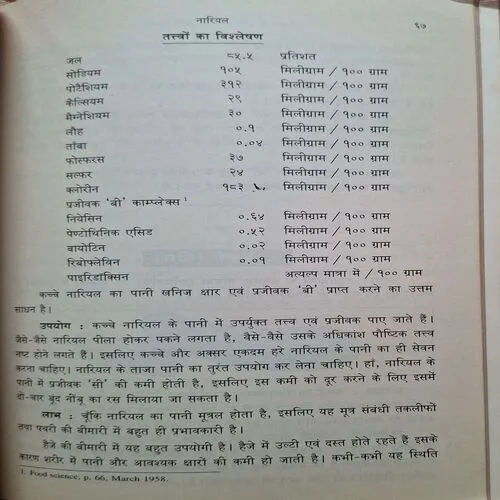 नारियल
६७
तत्त्वों का विश्लेषण
जल ८५.५ प्रतिशत
सोडियम १०५ मिलीग्राम / १०० ग्राम
पोटैशियम ३१२ मिलीग्राम / १०० ग्राम
कैल्सियम २९ मिलीग्राम / १०० ग्राम
मैग्नेशियम ३० मिलीग्राम / १०० ग्राम
लौह ०.१ मिलीग्राम / १०० ग्राम
ताँबा ०.०४ मिलीग्राम / १०० ग्राम
फोस्फरस ३७ मिलीग्राम / १०० ग्राम
सल्फर २४ मिलीग्राम / १०० ग्राम
क्लोरीन १८३ मिलीग्राम / १०० ग्राम
प्रजीवक 'बी' काम्प्लेक्स¹
नियेसिन ०.६४ मिलीग्राम / १०० ग्राम
पेण्टोथिनिक एसिड ०.५२ मिलीग्राम / १०० ग्राम
बायोटिन ०.०२ मिलीग्राम / १०० ग्राम
रिबोफ्लेविन ०.०१ मिलीग्राम / १०० ग्राम
पाइरिडॉक्सिन अत्यल्प मात्रा में / १०० ग्राम
कच्चे नारियल का पानी खनिज क्षार एवं प्रजीवक 'बी' प्राप्त करने का उत्तम
साधन है।
उपयोग : कच्चे नारियल के पानी में उपर्युक्त तत्त्व एवं प्रजीवक पाए जाते हैं।
जैसे-जैसे नारियल पीला होकर पकने लगता है, वैसे-वैसे उसके अधिकांश पौष्टिक तत्त्व
नष्ट होने लगते हैं। इसलिए कच्चे और अक्सर एकदम हरे नारियल के पानी का ही सेवन
करना चाहिए। नारियल के ताजा पानी का तुरंत उपयोग कर लेना चाहिए। हाँ, नारियल के
पानी में प्रजीवक 'सी' की कमी होती है, इसलिए इस कमी को दूर करने के लिए इसमें
दो-चार बूंद नींबू का रस मिलाया जा सकता है।
लाभ : चूँकि नारियल का पानी मूत्रल होता है, इसलिए यह मूत्र संबंधी तकलीफों
तथा पथरी की बीमारी में बहुत ही प्रभावकारी है।
हैजे की बीमारी में यह बहुत उपयोगी है। हैजे में उल्टी एवं दस्त होते रहते हैं इसके
कारण शरीर में पानी और आवश्यक क्षारों की कमी हो जाती है। कभी-कभी यह स्थिति
1. Food science, p. 66, March 1958.